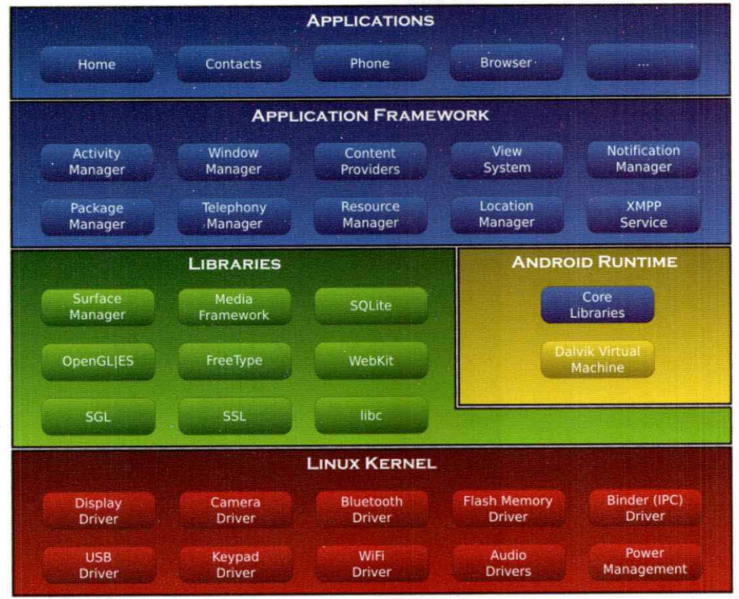 APPLICATIONS
Home Contacts Phone Browser ...
APPLICATION FRAMEWORK
Activity Manager
Window Manager
Content Providers
View System
Notification Manager
Package Manager
Telephony Manager
Resource Manager
Location Manager
XMPP Service
LIBRARIES
Surface Manager
Media Framework
SQLite
OpenGL|ES
FreeType
WebKit
SGL
SSL
libc
ANDROID RUNTIME
Core Libraries
Dalvik Virtual Machine
LINUX KERNEL
Display Driver
Camera Driver
Bluetooth Driver
Flash Memory Driver
Binder (IPC) Driver
USB Driver
Keypad Driver
WiFi Driver
Audio Drivers
Power Management